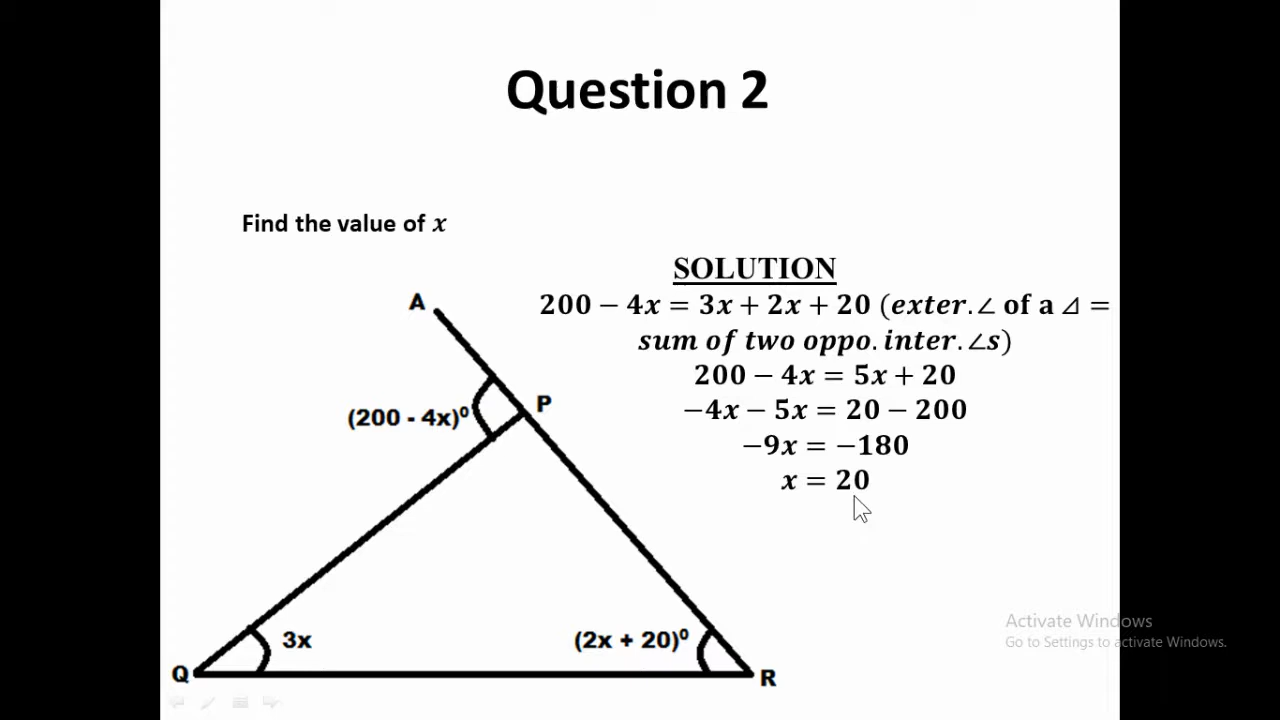 Question 2
Find the value of x
SOLUTION
200 − 4x = 3x + 2x + 20 (exter.∠ of a ⊿ =
sum of two oppo. inter. ∠s)
200 − 4x = 5x + 20
−4x − 5x = 20 − 200
−9x = −180
x = 20
A
P
(200 - 4x)⁰
3x
(2x + 20)⁰
Q
R
Activate Windows
Go to Settings to activate Windows.